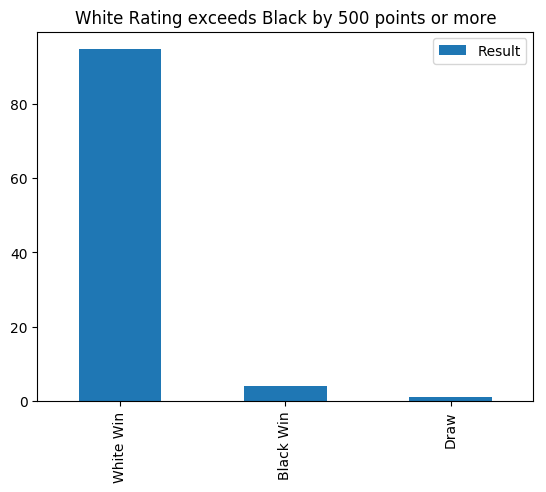 White Rating exceeds Black by 500 points or more
Result
80
60
40
20
0
White Win
Black Win
Draw